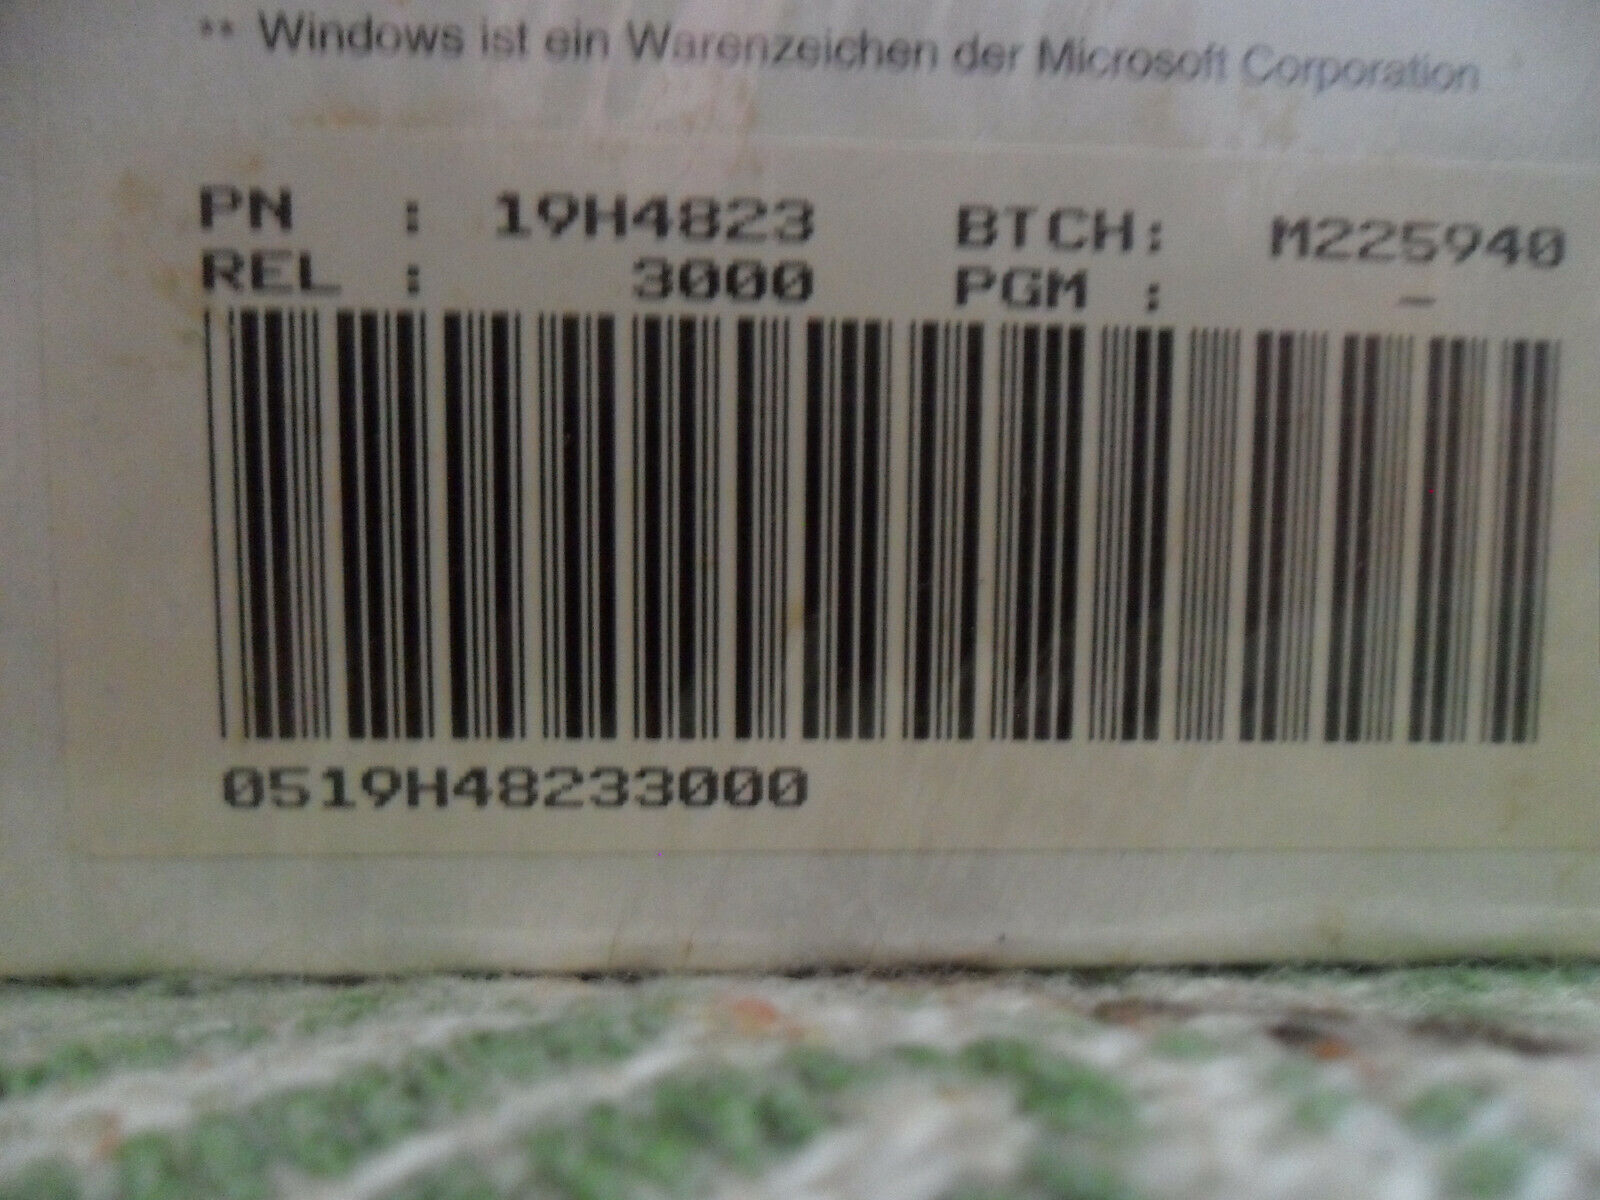 ** Windows ist ein Warenzeichen der Microsoft Corporation
PN : 19H4823 BTCH: M225940
REL : 3000 PGM : -
0519H48233000